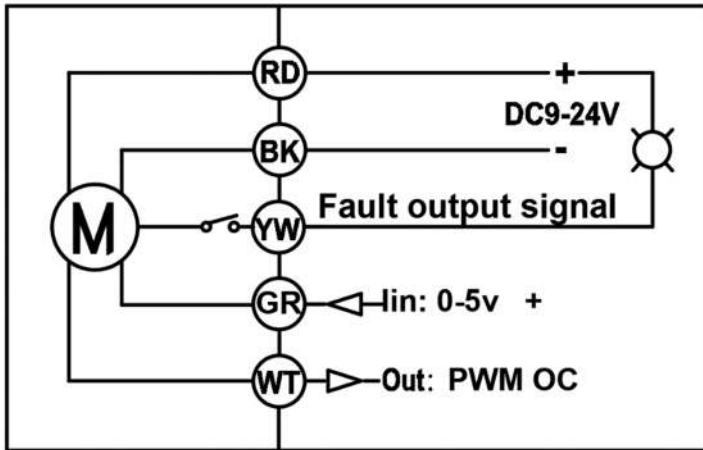 RD +
DC9-24V
BK -
M
YW Fault output signal
GR Iin: 0-5v +
WT Out: PWM OC